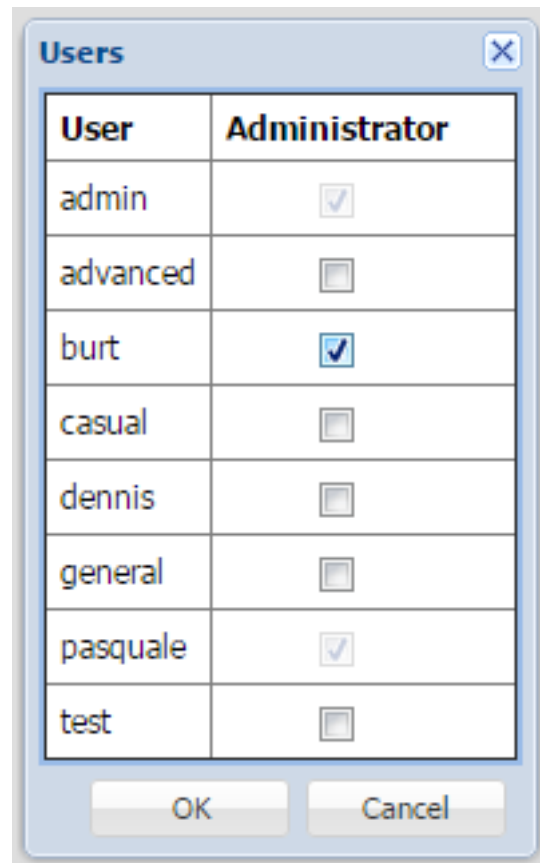 Users
User Administrator
admin
advanced
burt
casual
dennis
general
pasquale
test
OK Cancel